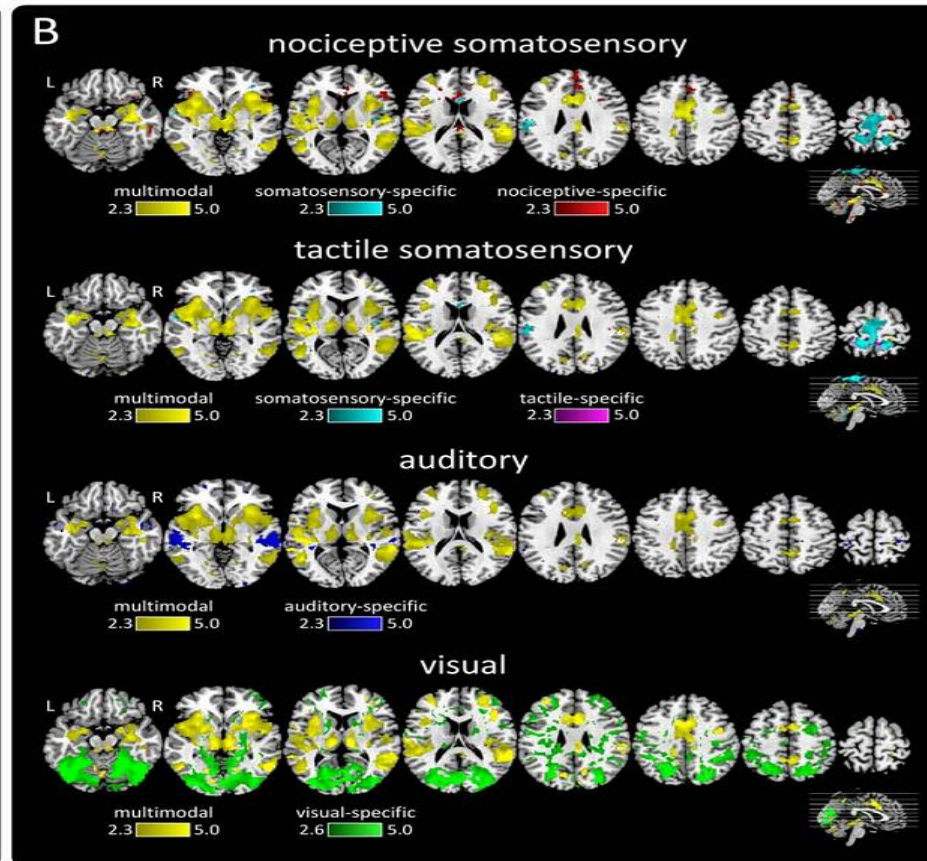 B
nociceptive somatosensory
L R
multimodal somatosensory-specific nociceptive-specific
2.3 5.0 2.3 5.0 2.3 5.0
tactile somatosensory
L R
multimodal somatosensory-specific tactile-specific
2.3 5.0 2.3 5.0 2.3 5.0
auditory
L R
multimodal auditory-specific
2.3 5.0 2.3 5.0
visual
L R
multimodal visual-specific
2.3 5.0 2.6 5.0